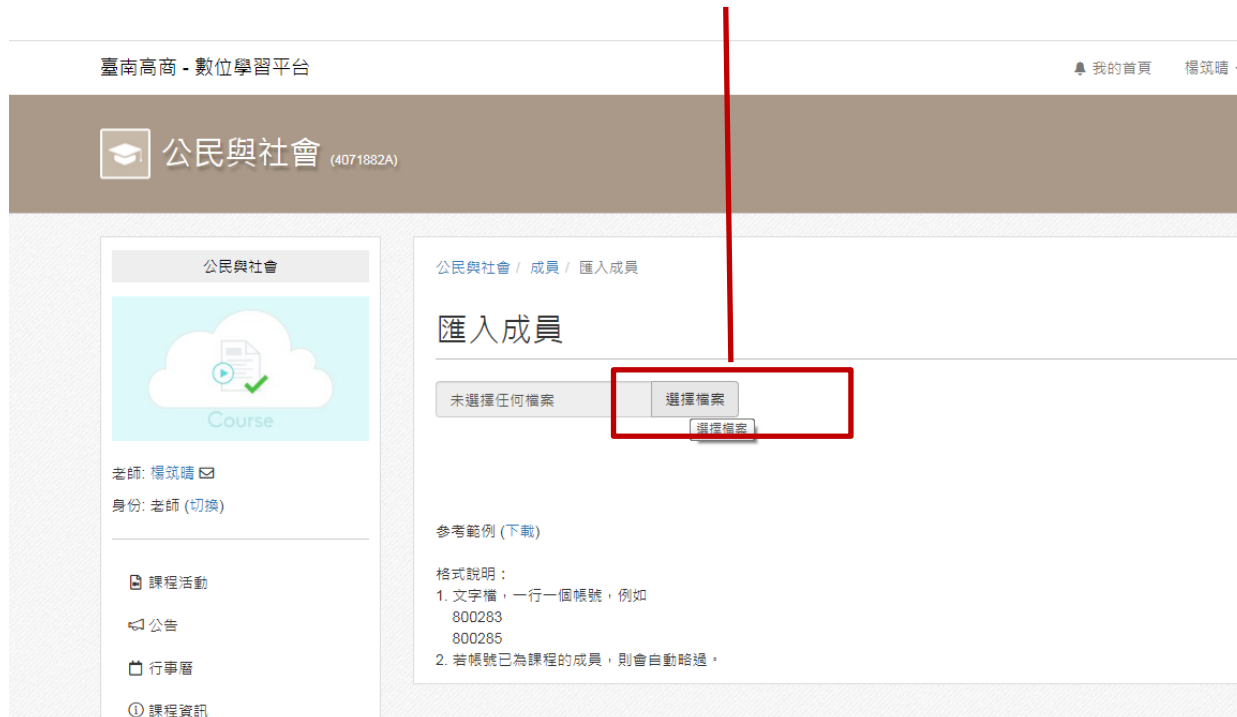 臺南高商 - 數位學習平台
我的首頁 楊筑晴
公民與社會 (4071882A)
公民與社會
Course
老師: 楊筑晴
身份: 老師 (切換)
課程活動
公告
行事曆
課程資訊
公民與社會 / 成員 / 匯入成員
匯入成員
未選擇任何檔案 選擇檔案
選擇檔案
參考範例 (下載)
格式說明：
1. 文字檔，一行一個帳號，例如
800283
800285
2. 若帳號已為課程的成員，則會自動略過。